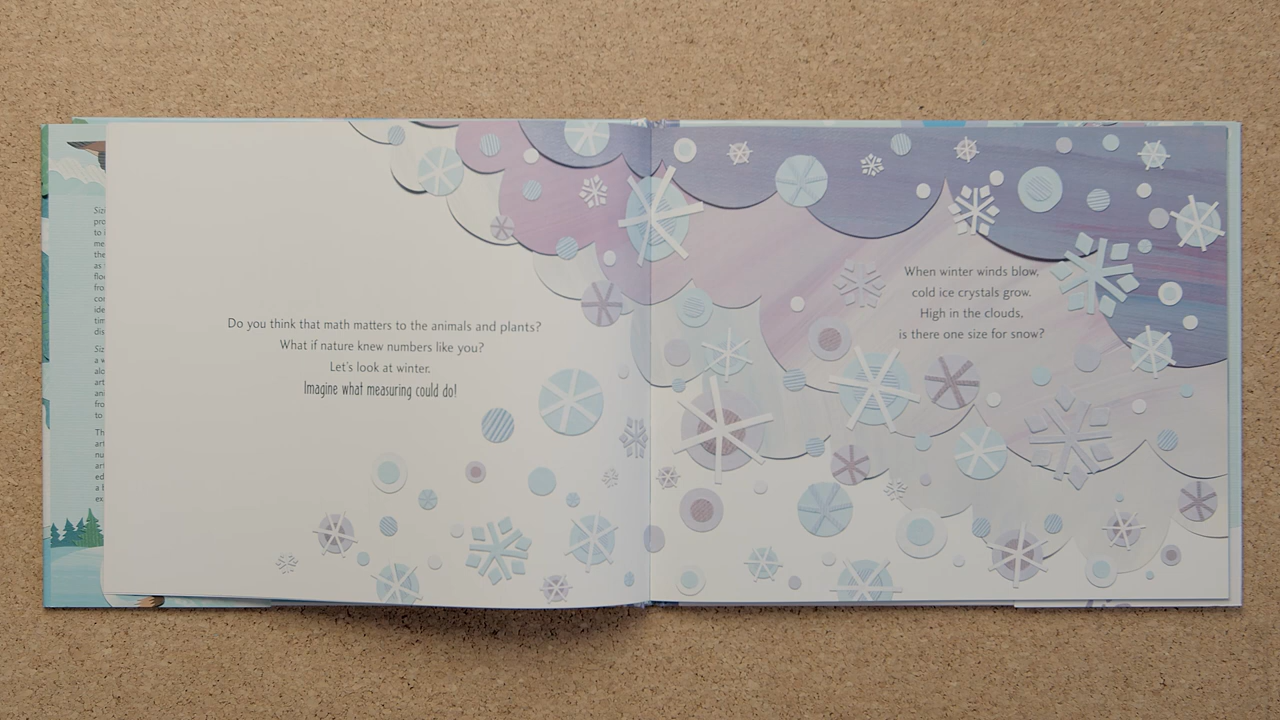 Do you think that math matters to the animals and plants?
What if nature knew numbers like you?
Let's look at winter.
Imagine what measuring could do!
When winter winds blow,
cold ice crystals grow.
High in the clouds,
is there one size for snow?